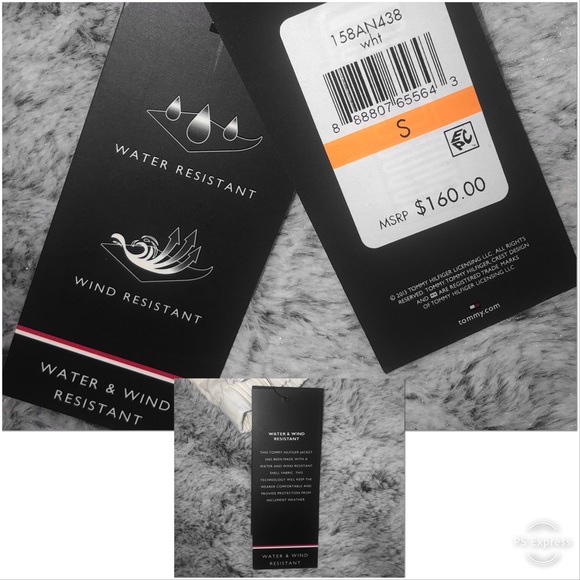 WATER RESISTANT
WIND RESISTANT
WATER & WIND
RESISTANT
158AN438
wht
8 88807 65564 3
S
EPC
MSRP $160.00
© 2013 TOMMY HILFIGER LICENSING LLC. ALL RIGHTS
RESERVED. TOMMY, TOMMY HILFIGER, CREST DESIGN
AND ARE REGISTERED TRADE MARKS
OF TOMMY HILFIGER LICENSING LLC.
tommy.com
WATER & WIND
RESISTANT
THIS TOMMY HILFIGER JACKET
HAS BEEN MADE WITH A
WATER AND WIND RESISTANT
SHELL FABRIC. THIS
TECHNOLOGY WILL KEEP THE
WEARER COMFORTABLE AND
PROVIDE PROTECTION FROM
INCLEMENT WEATHER.
WATER & WIND
RESISTANT
PS Express